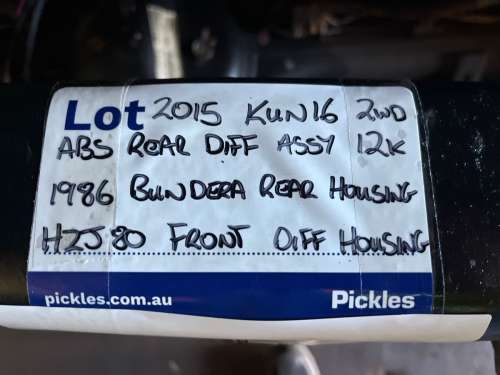 Lot 2015 KUN16 2WD
ABS REAR DIFF ASSY 12K
1986 BUNDERA REAR HOUSING
HZJ80 FRONT DIFF HOUSING
pickles.com.au Pickles